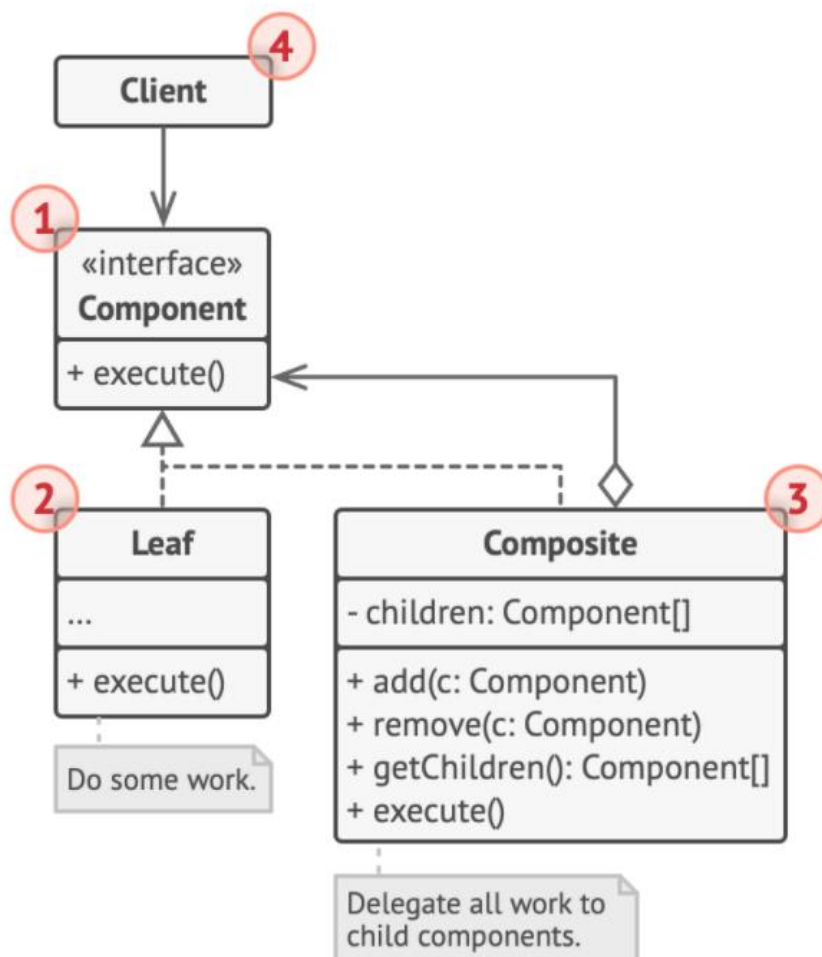 4
Client
1
«interface»
Component
+ execute()
2
Leaf
...
+ execute()
Do some work.
3
Composite
- children: Component[]
+ add(c: Component)
+ remove(c: Component)
+ getChildren(): Component[]
+ execute()
Delegate all work to
child components.